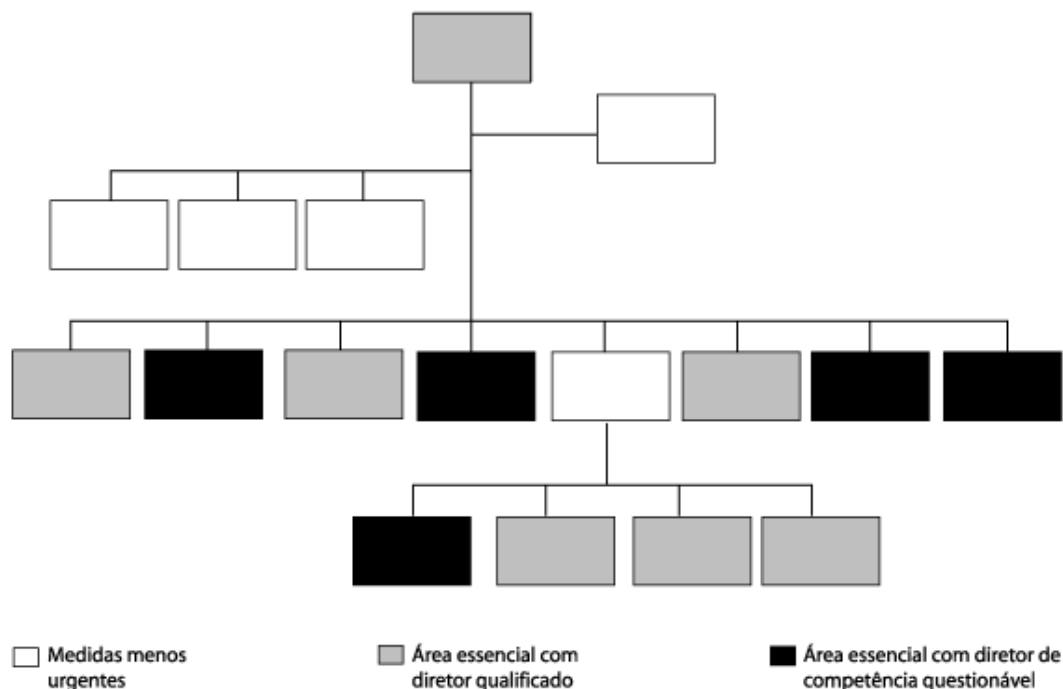 Medidas menos
urgentes
Área essencial com
diretor qualificado
Área essencial com diretor de
competência questionável